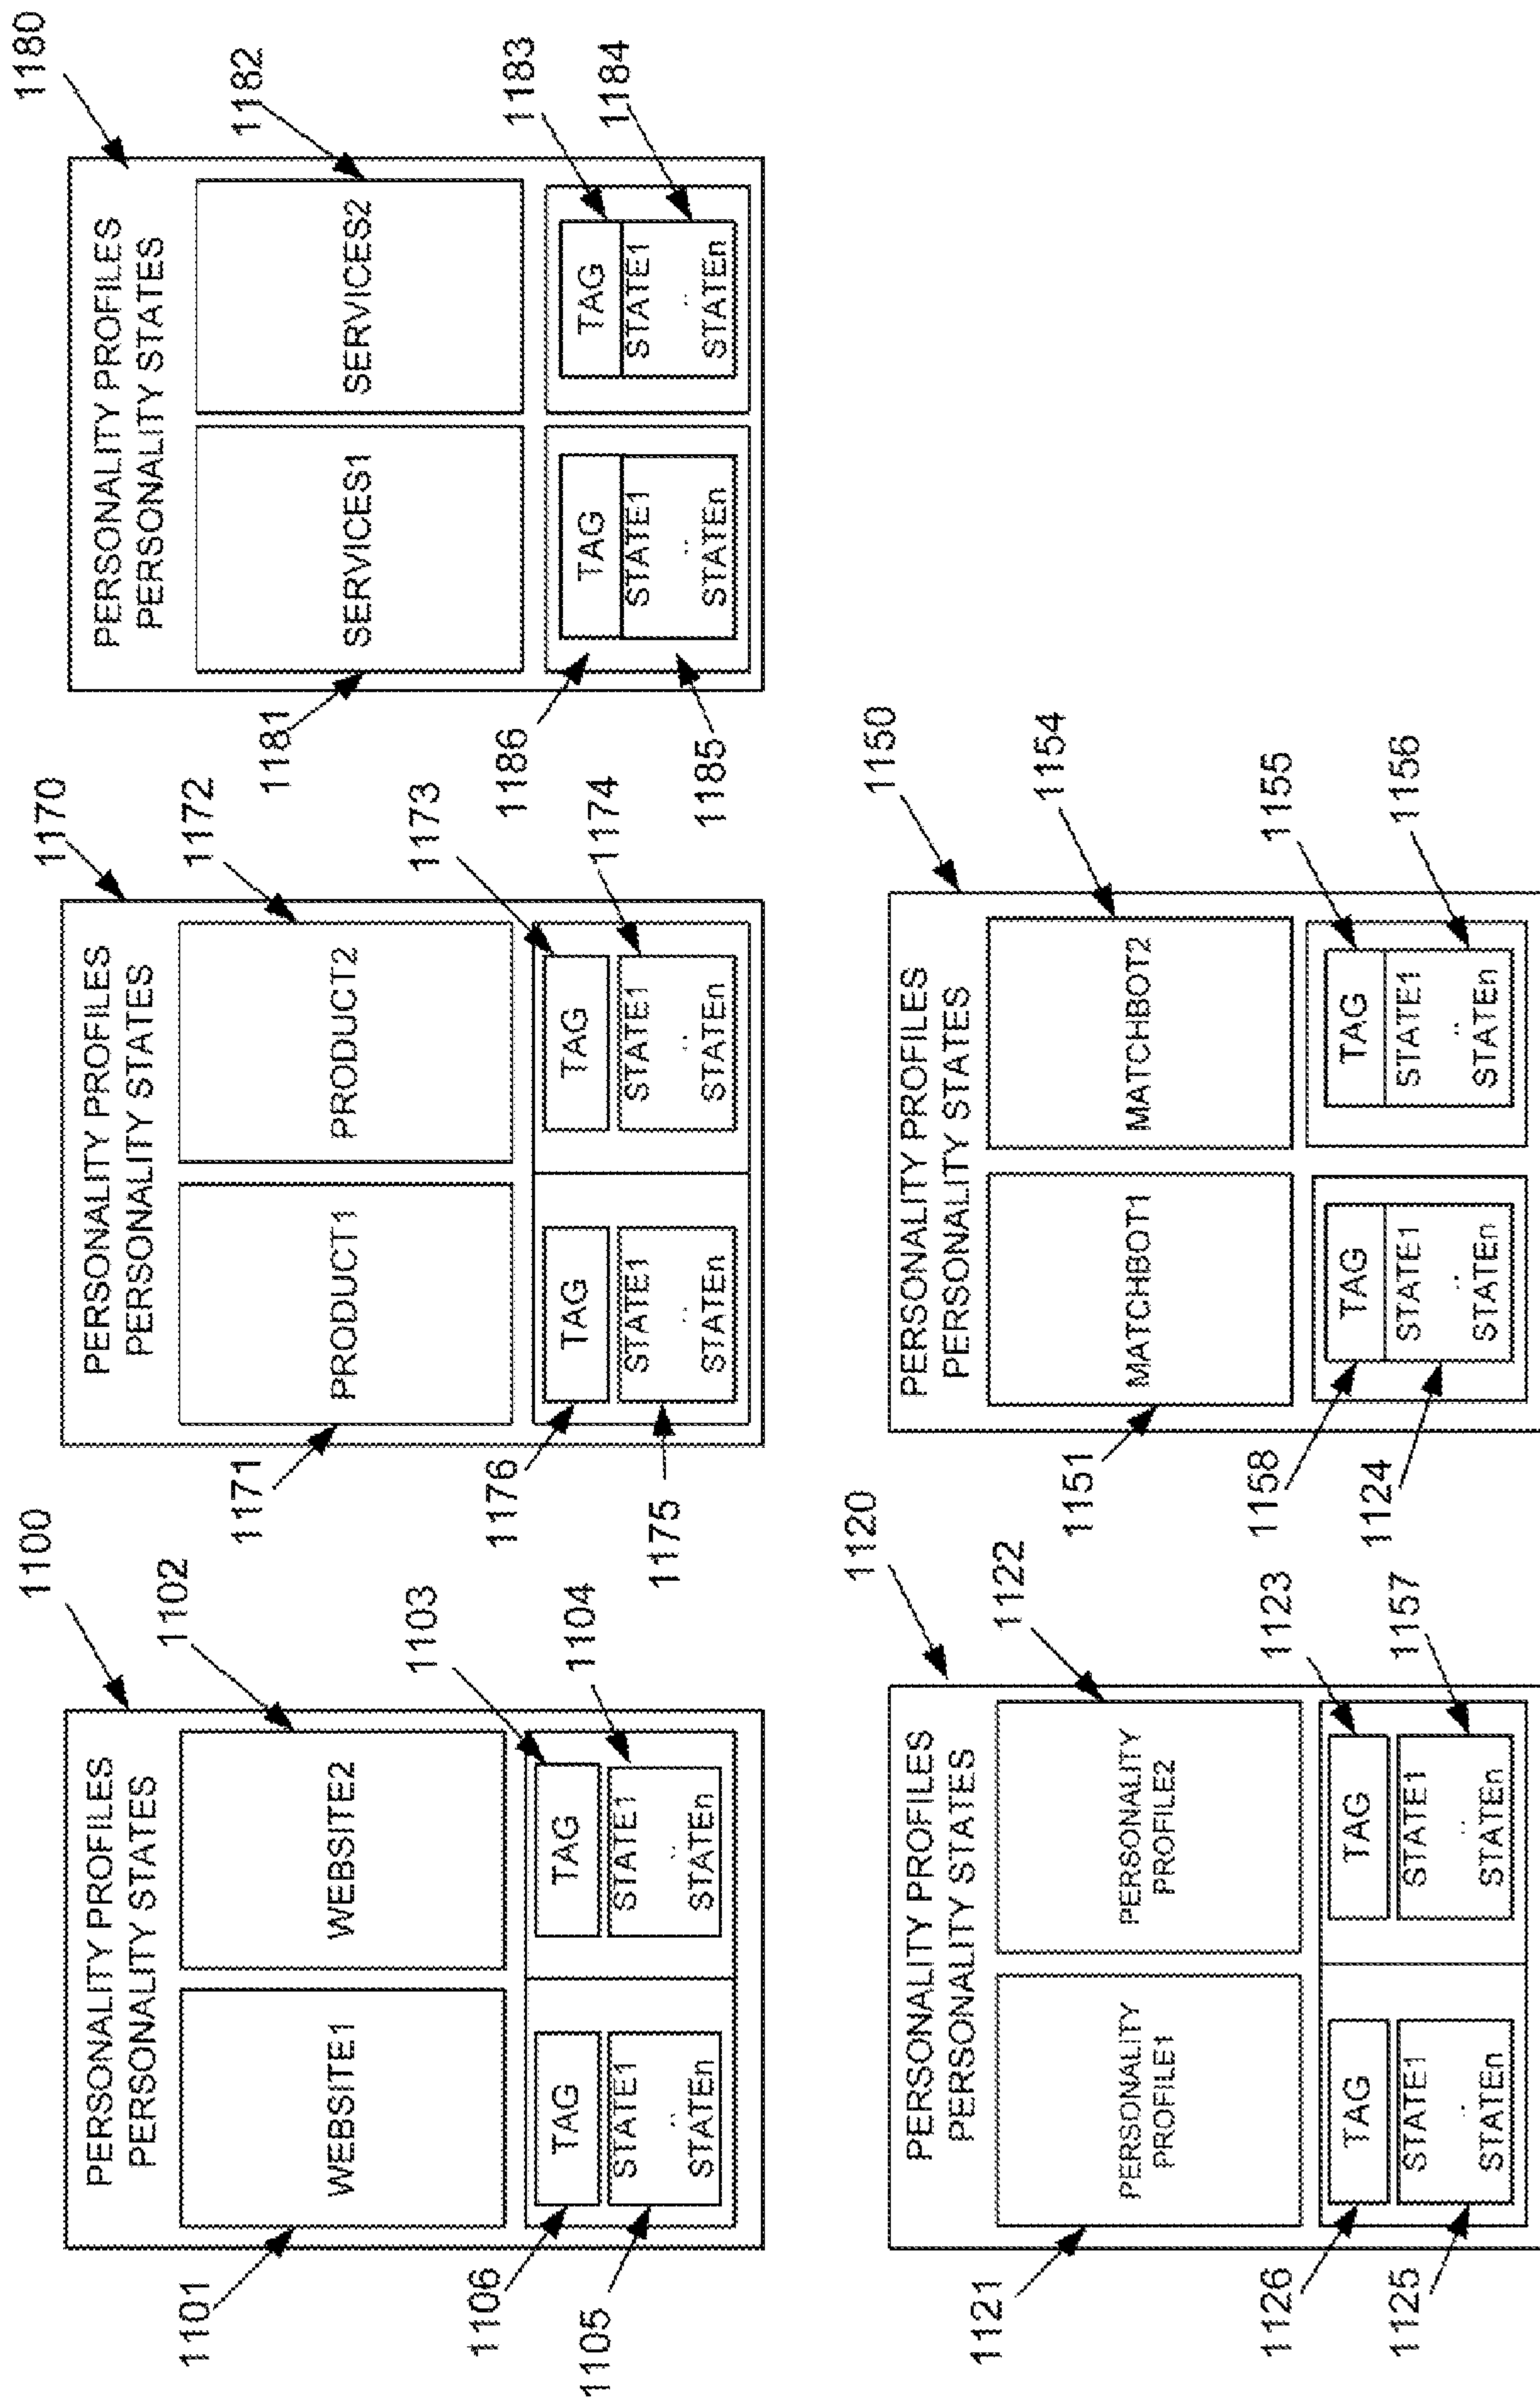 1100
PERSONALITY PROFILES
PERSONALITY STATES
1101
WEBSITE1
WEBSITE2
1102
1106
TAG
TAG
1103
1105
STATE1
STATE1
1104
..
..
STATEn
STATEn
1170
PERSONALITY PROFILES
PERSONALITY STATES
1171
PRODUCT1
PRODUCT2
1172
1176
TAG
TAG
1173
1175
STATE1
STATE1
1174
..
..
STATEn
STATEn
1180
PERSONALITY PROFILES
PERSONALITY STATES
1181
SERVICES1
SERVICES2
1182
1186
TAG
TAG
1183
1185
STATE1
STATE1
1184
..
..
STATEn
STATEn
1120
PERSONALITY PROFILES
PERSONALITY STATES
1121
PERSONALITY
PROFILE1
PERSONALITY
PROFILE2
1122
1126
TAG
TAG
1123
1125
STATE1
STATE1
1157
..
..
STATEn
STATEn
1150
PERSONALITY PROFILES
PERSONALITY STATES
1151
MATCHBOT1
MATCHBOT2
1154
1158
TAG
TAG
1155
1124
STATE1
STATE1
1156
..
..
STATEn
STATEn